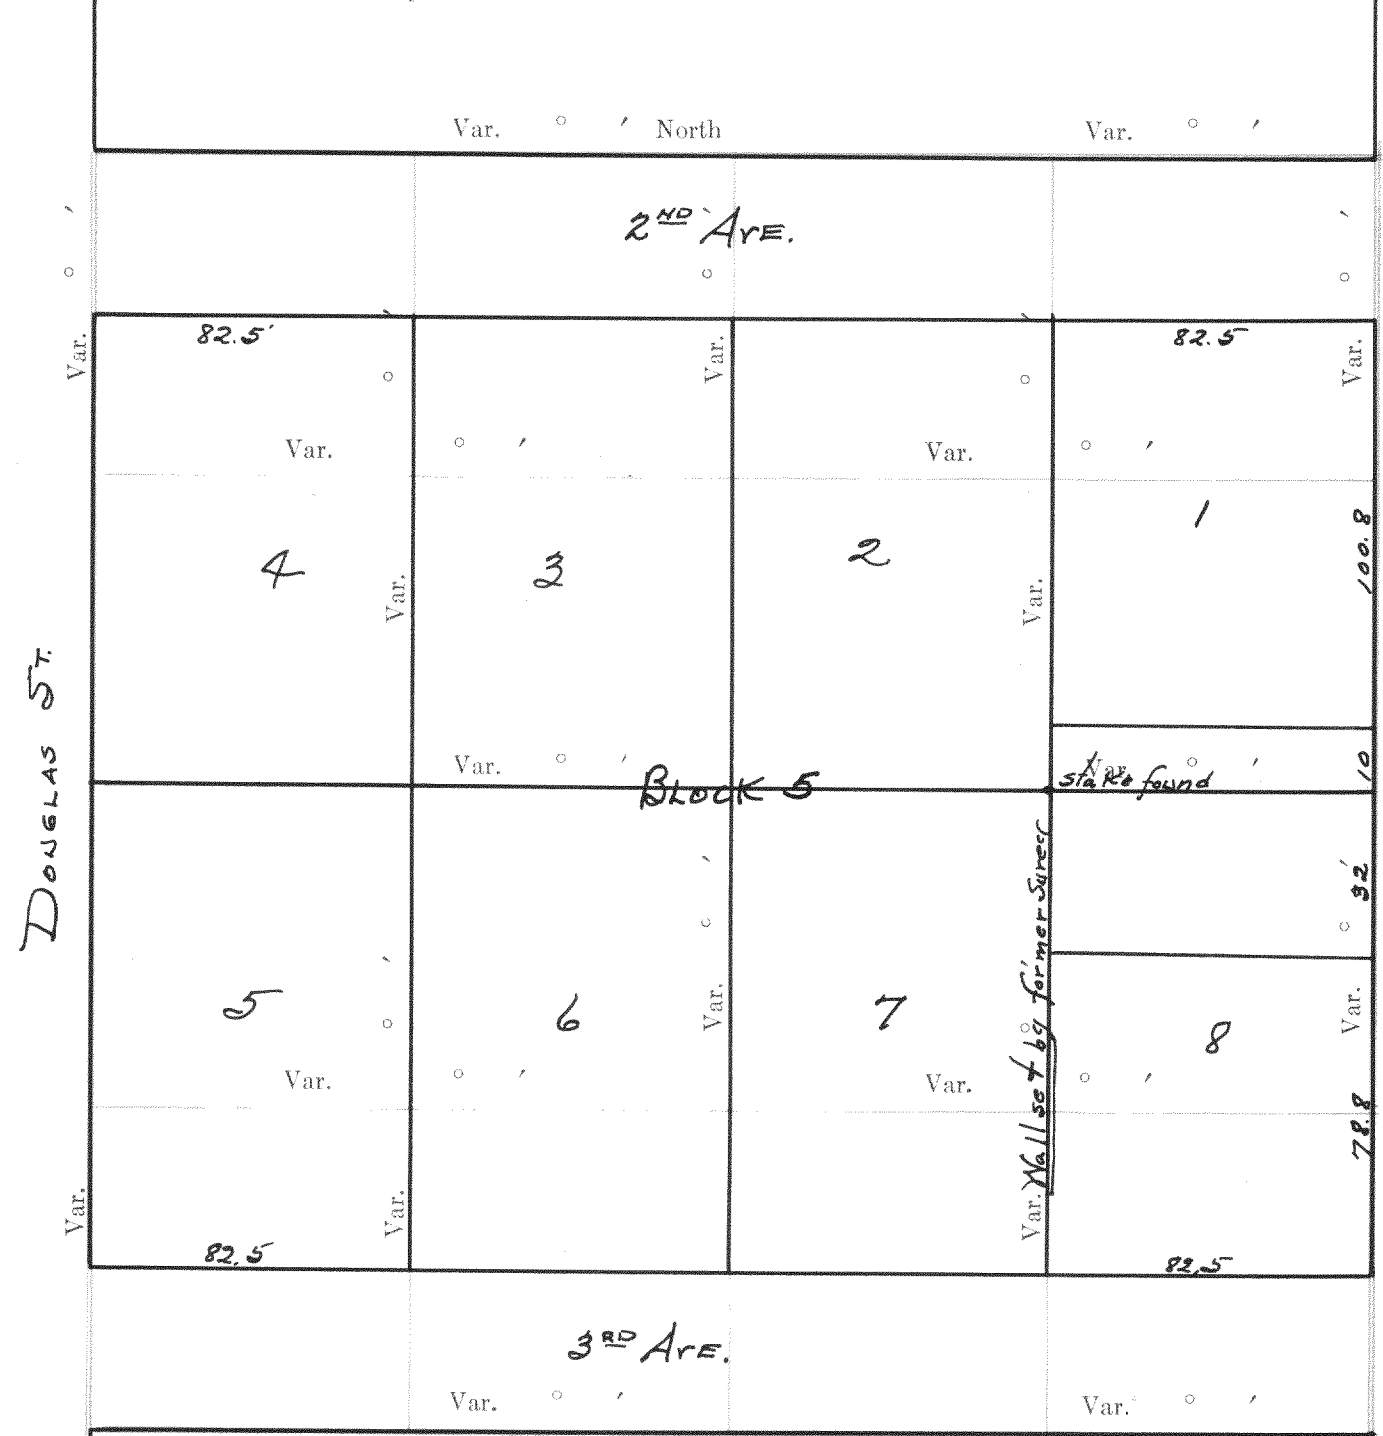 Var. ° ′ North Var. ° ′
2ND AVE.
82.5' 82.5
Var. Var. Var.
Var. ° ′ Var. ° ′
4 3 2 1
100.8
Var. Var.
DOUGLAS ST.
Var. ° ′ Var. ° ′
10
BLOCK 5 stake found
32
Wall set by former
5 6 7 8
Var. Var.
Var. ° ′ Var. ° ′
78.8
Var. Var. Var.
82.5 82.5
3RD AVE.
Var. ° ′ Var. ° ′